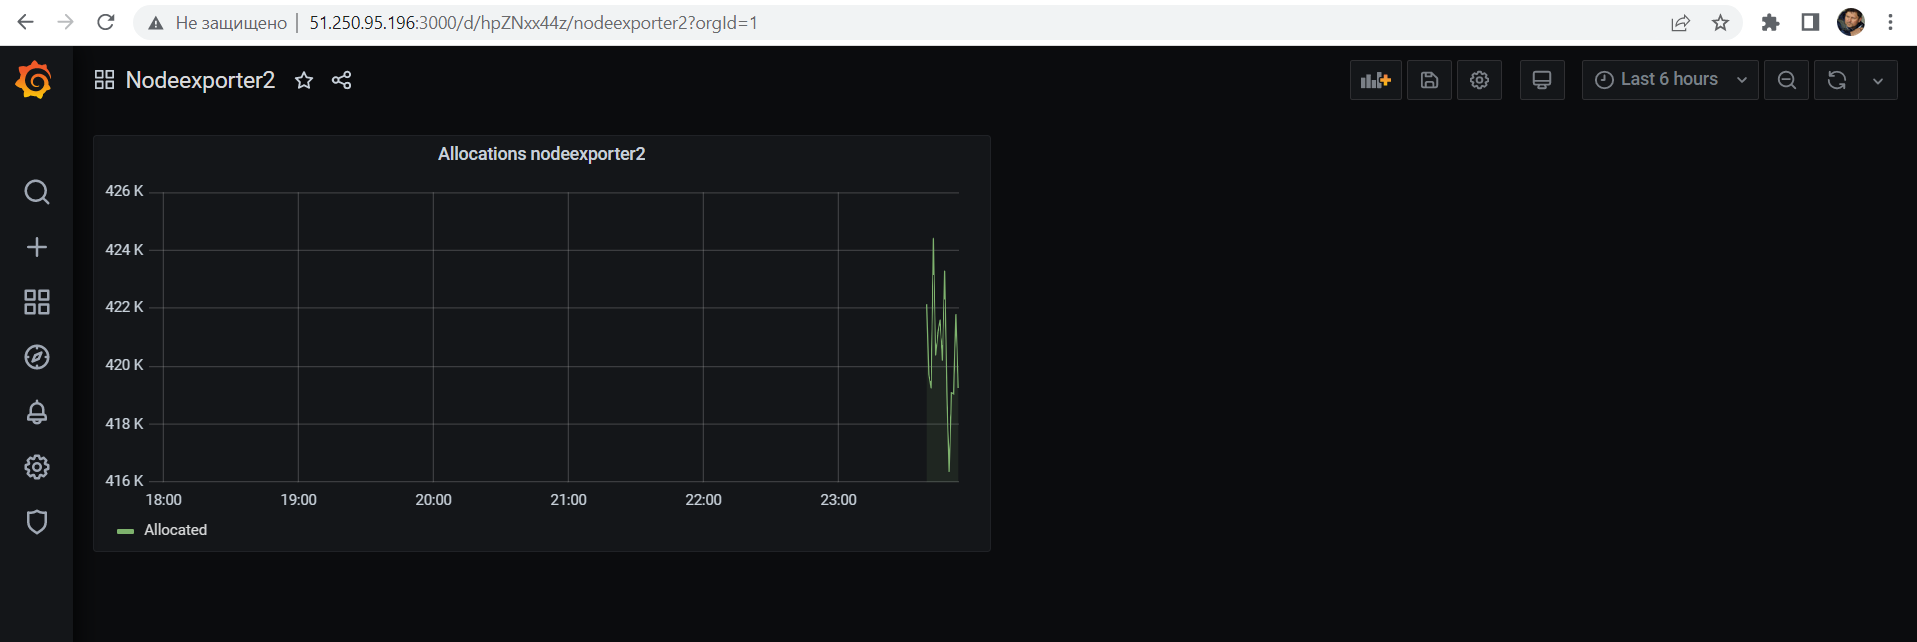 Не защищено | 51.250.95.196:3000/d/hpZNxx44z/nodeexporter2?orgId=1
Nodeexporter2
Last 6 hours
Allocations nodeexporter2
426 K
424 K
422 K
420 K
418 K
416 K
18:00 19:00 20:00 21:00 22:00 23:00
Allocated